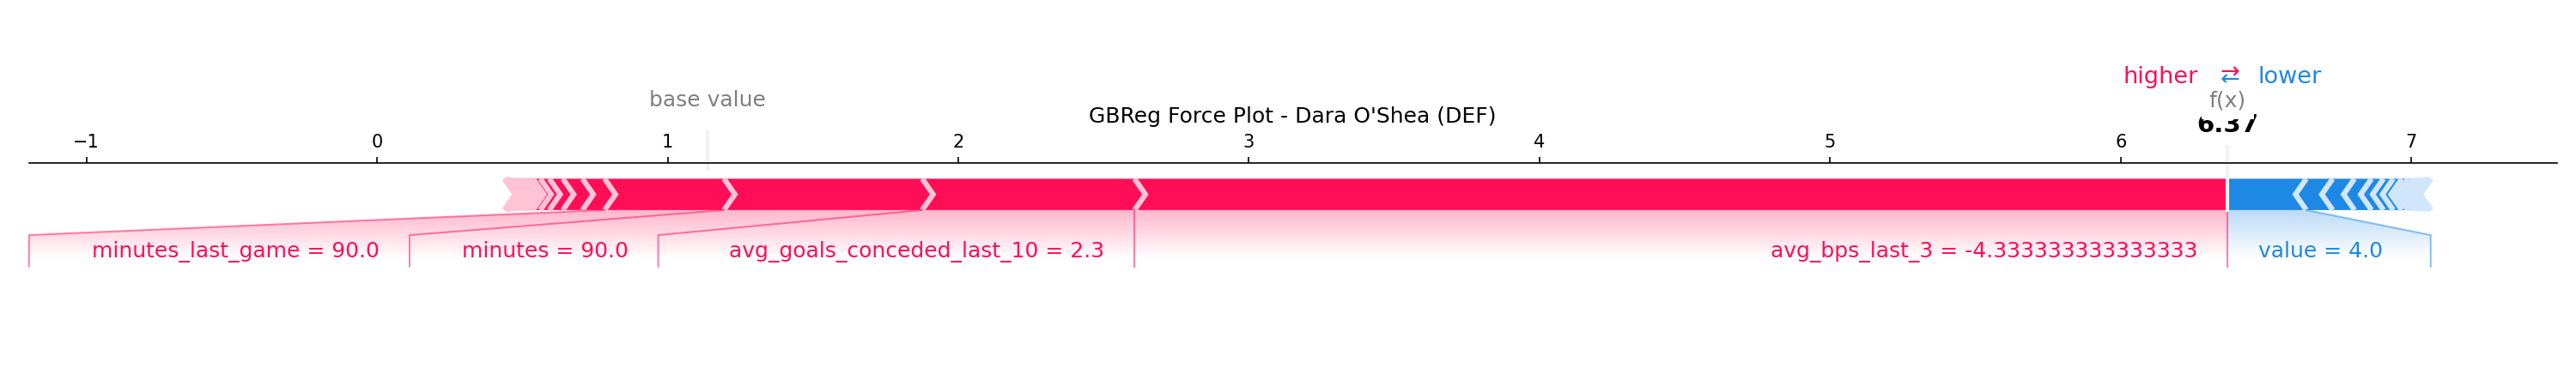 higher ⇄ lower
base value
f(x)
GBReg Force Plot - Dara O'Shea (DEF)
6.37
−1 0 1 2 3 4 5 6 7
minutes_last_game = 90.0 minutes = 90.0 avg_goals_conceded_last_10 = 2.3 avg_bps_last_3 = -4.333333333333333 value = 4.0